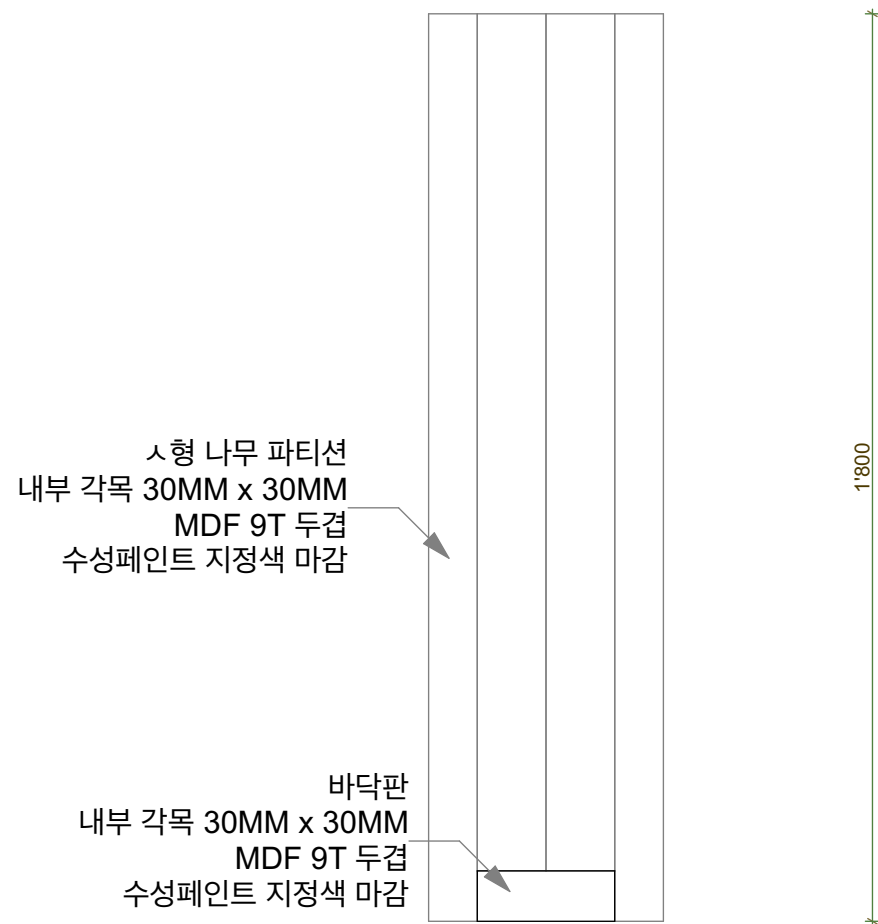 ㅅ형 나무 파티션
내부 각목 30MM x 30MM
MDF 9T 두겹
수성페인트 지정색 마감
1'800
바닥판
내부 각목 30MM x 30MM
MDF 9T 두겹
수성페인트 지정색 마감